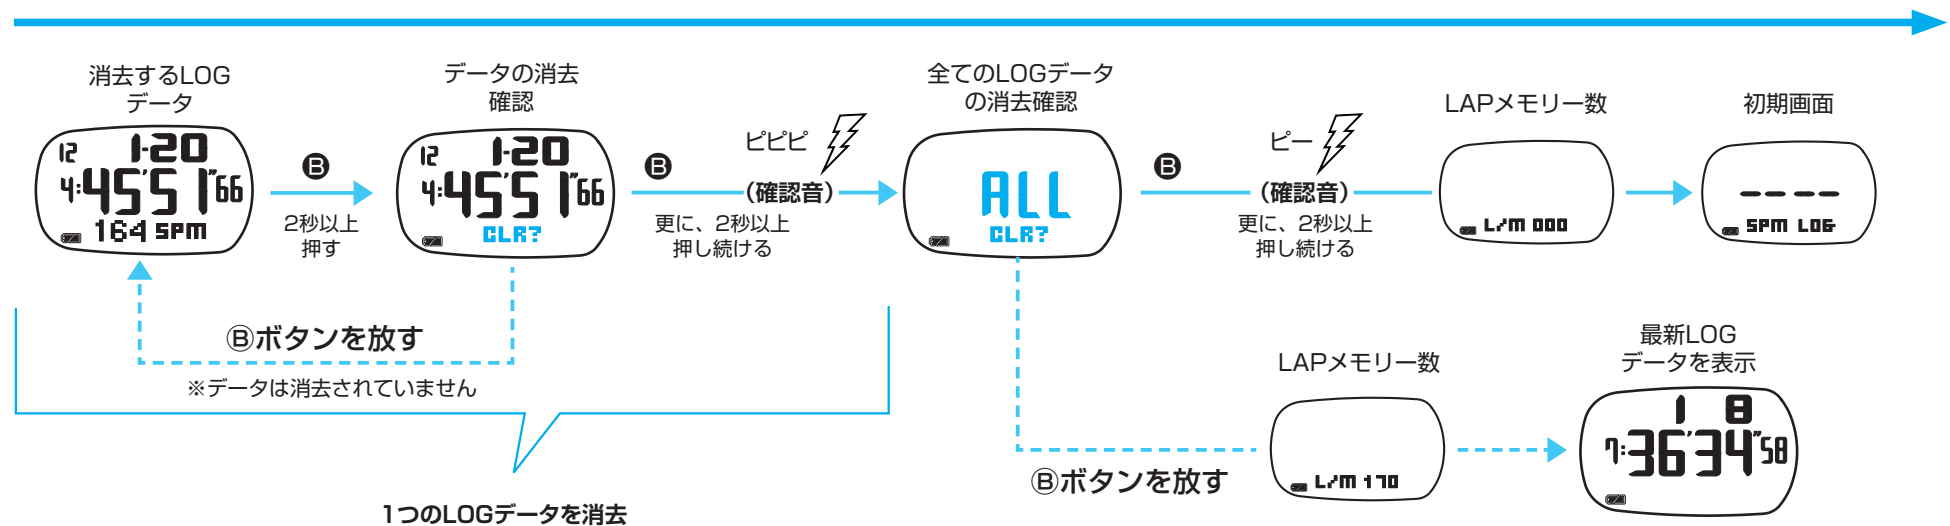 消去するLOG
データ
12 1-20
4:45'51"66
164 SPM
B
2秒以上
押す
データの消去
確認
12 1-20
4:45'51"66
CLR?
B
ピピピ
(確認音)
更に、2秒以上
押し続ける
全てのLOGデータ
の消去確認
ALL
CLR?
B
ピー
(確認音)
更に、2秒以上
押し続ける
LAPメモリー数
L/M 000
初期画面
----
SPM LOG
Ⓑボタンを放す
※データは消去されていません
1つのLOGデータを消去
Ⓑボタンを放す
LAPメモリー数
L/M 170
最新LOG
データを表示
1 8
7:36'34"58